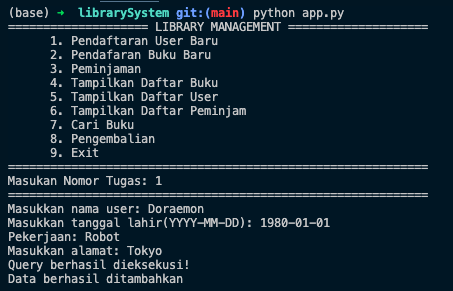 (base) ➜  librarySystem git:(main) python app.py
==================== LIBRARY MANAGEMENT ====================
      1. Pendaftaran User Baru
      2. Pendafaran Buku Baru
      3. Peminjaman
      4. Tampilkan Daftar Buku
      5. Tampilkan Daftar User
      6. Tampilkan Daftar Peminjam
      7. Cari Buku
      8. Pengembalian
      9. Exit
============================================================
Masukan Nomor Tugas: 1
============================================================
Masukkan nama user: Doraemon
Masukkan tanggal lahir(YYYY-MM-DD): 1980-01-01
Pekerjaan: Robot
Masukkan alamat: Tokyo
Query berhasil dieksekusi!
Data berhasil ditambahkan